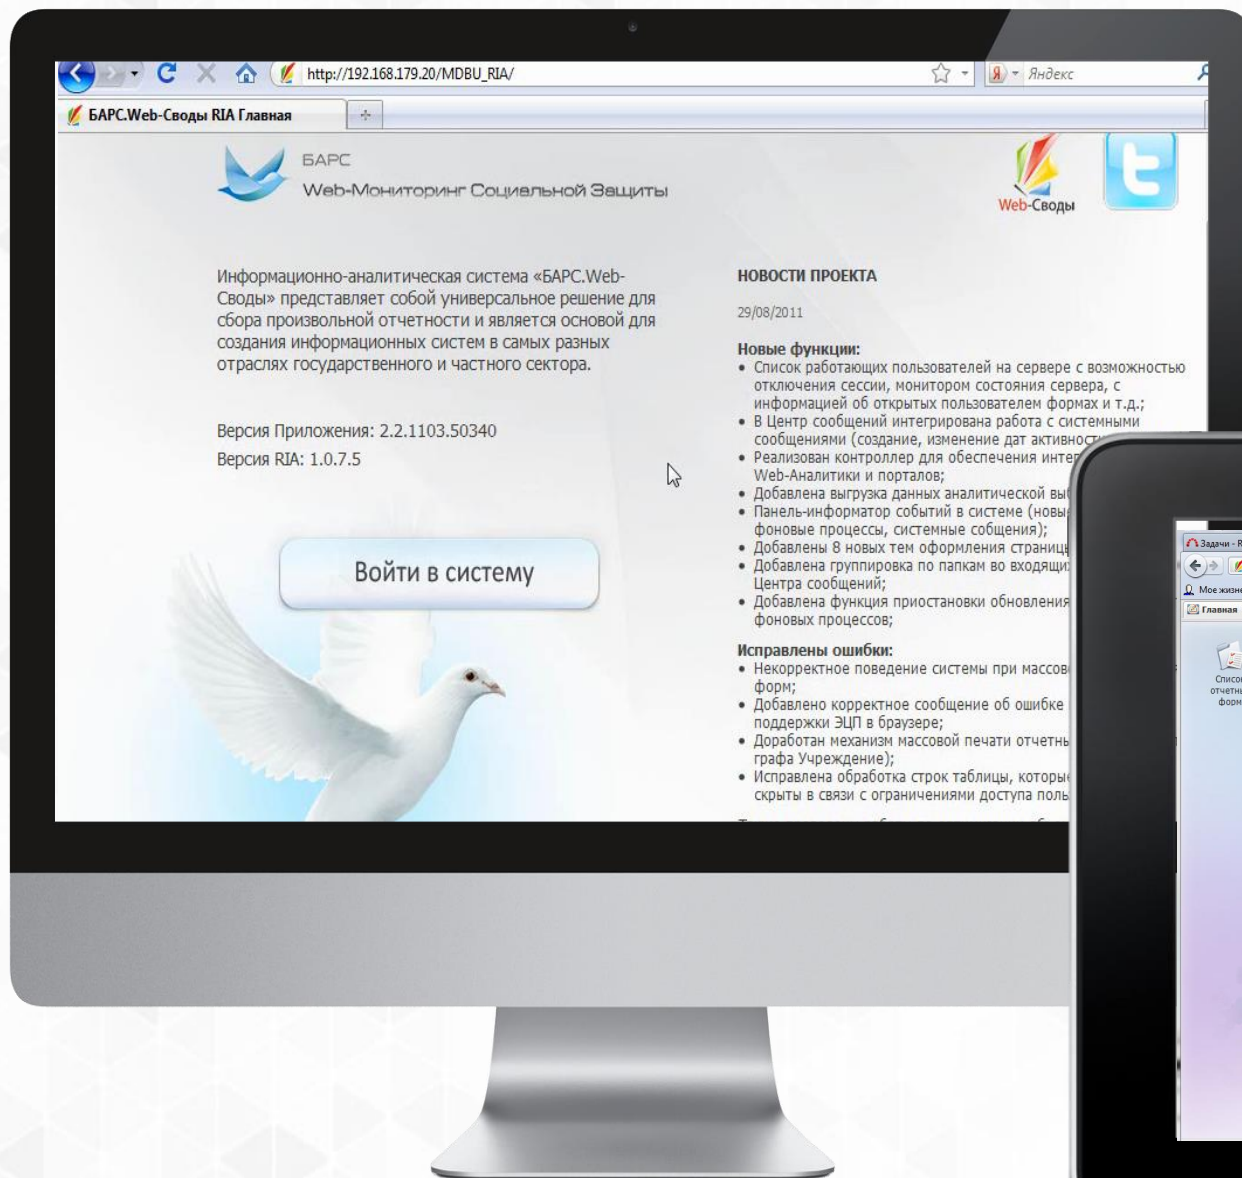 http://192.168.179.20/MDBU_RIA/
Яндекс
БАРС.Web-Своды RIA Главная
БАРС
Web-Мониторинг Социальной Защиты
Web-Своды
Информационно-аналитическая система «БАРС.Web-
Своды» представляет собой универсальное решение для
сбора произвольной отчетности и является основой для
создания информационных систем в самых разных
отраслях государственного и частного сектора.
Версия Приложения: 2.2.1103.50340
Версия RIA: 1.0.7.5
Войти в систему
НОВОСТИ ПРОЕКТА
29/08/2011
Новые функции:
• Список работающих пользователей на сервере с возможностью
отключения сессии, монитором состояния сервера, с
информацией об открытых пользователем формах и т.д.;
• В Центр сообщений интегрирована работа с системными
сообщениями (создание, изменение дат
• Реализован контроллер для обеспечения
Web-Аналитики и порталов;
• Добавлена выгрузка данных аналитической
• Панель-информатор событий в системе
фоновые процессы, системные собщения);
• Добавлены 8 новых тем оформления
• Добавлена группировка по папкам во
Центра сообщений;
• Добавлена функция приостановки обновления
фоновых процессов;
Исправлены ошибки:
• Некорректное поведение системы при
форм;
• Добавлено корректное сообщение об ошибке
поддержки ЭЦП в браузере;
• Доработан механизм массовой печати
графа Учреждение);
• Исправлена обработка строк таблицы,
скрыты в связи с ограничениями доступа
Задачи - R
Мое
Главная